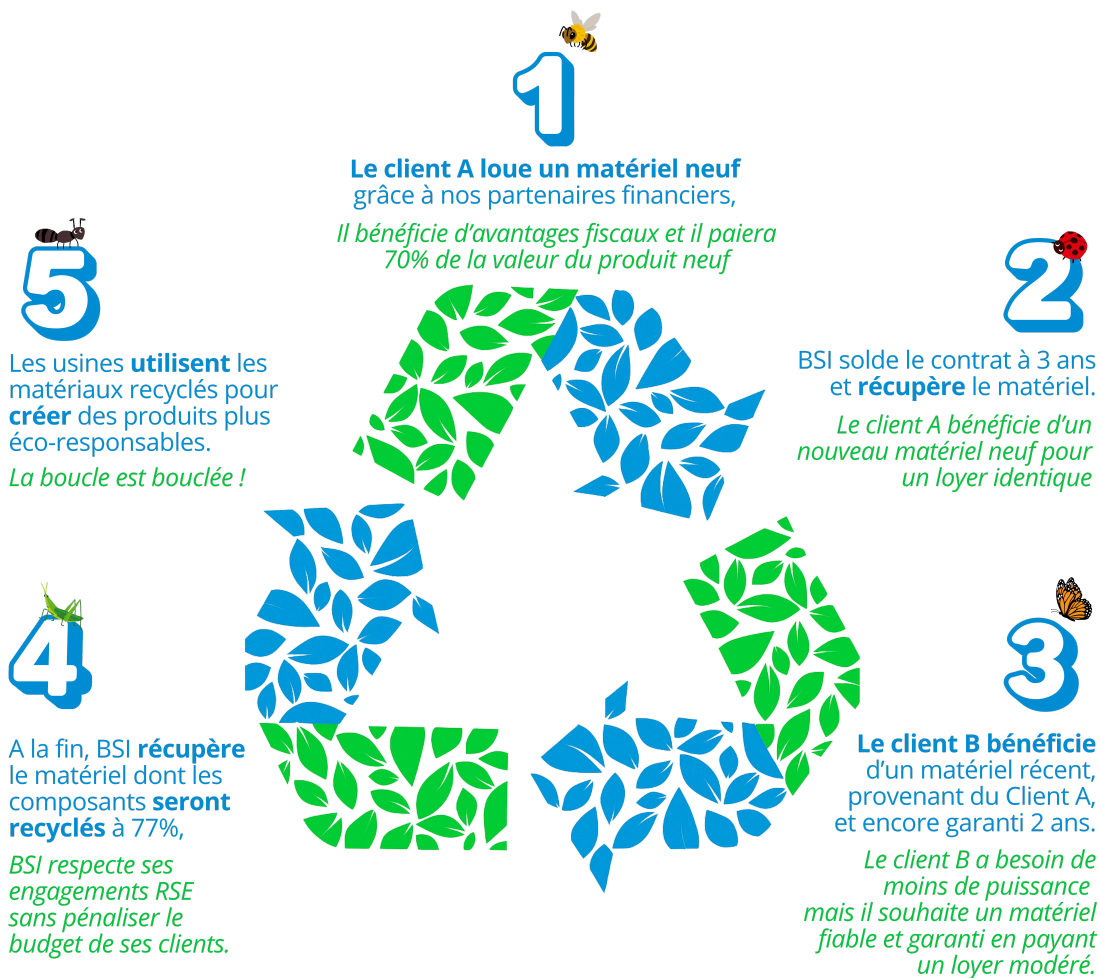 1
Le client A loue un matériel neuf
grâce à nos partenaires financiers,
Il bénéficie d'avantages fiscaux et il paiera
70% de la valeur du produit neuf
2
BSI solde le contrat à 3 ans
et récupère le matériel.
Le client A bénéficie d'un
nouveau matériel neuf pour
un loyer identique
3
Le client B bénéficie
d'un matériel récent,
provenant du Client A,
et encore garanti 2 ans.
Le client B a besoin de
moins de puissance
mais il souhaite un matériel
fiable et garanti en payant
un loyer modéré.
4
A la fin, BSI récupère
le matériel dont les
composants seront
recyclés à 77%,
BSI respecte ses
engagements RSE
sans pénaliser le
budget de ses clients.
5
Les usines utilisent les
matériaux recyclés pour
créer des produits plus
éco-responsables.
La boucle est bouclée !